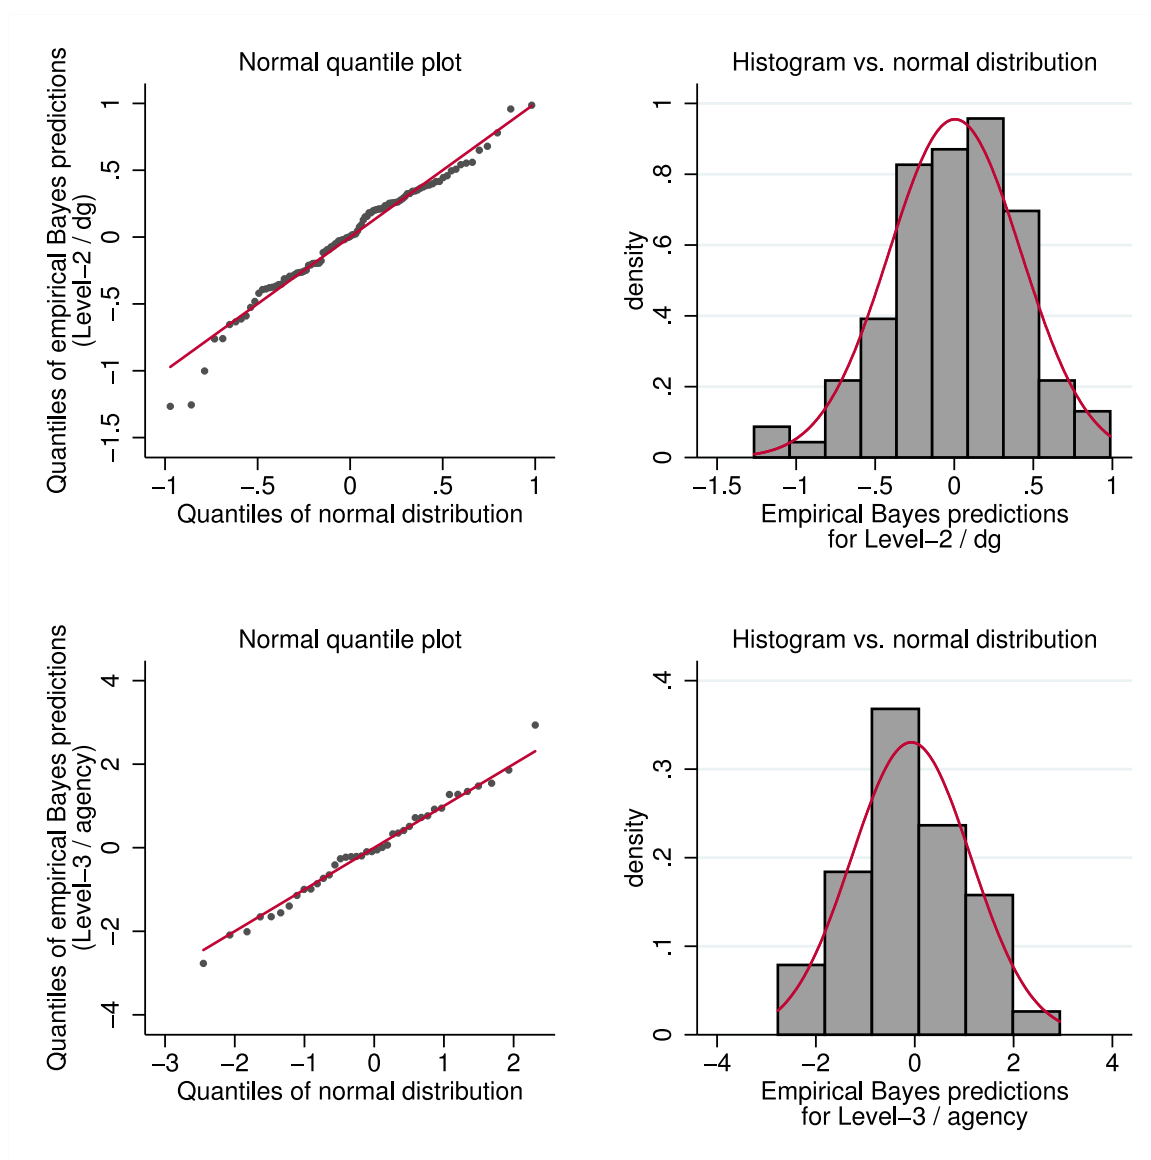 Normal quantile plot
Quantiles of empirical Bayes predictions
(Level−2 / dg)
1
.5
0
−.5
−1
−1.5
−1
−.5
0
.5
1
Quantiles of normal distribution
Histogram vs. normal distribution
density
1
.8
.6
.4
.2
0
−1.5
−1
−.5
0
.5
1
Empirical Bayes predictions
for Level−2 / dg
Normal quantile plot
Quantiles of empirical Bayes predictions
(Level−3 / agency)
4
2
0
−2
−4
−3
−2
−1
0
1
2
Quantiles of normal distribution
Histogram vs. normal distribution
density
.4
.3
.2
.1
0
−4
−2
0
2
4
Empirical Bayes predictions
for Level−3 / agency